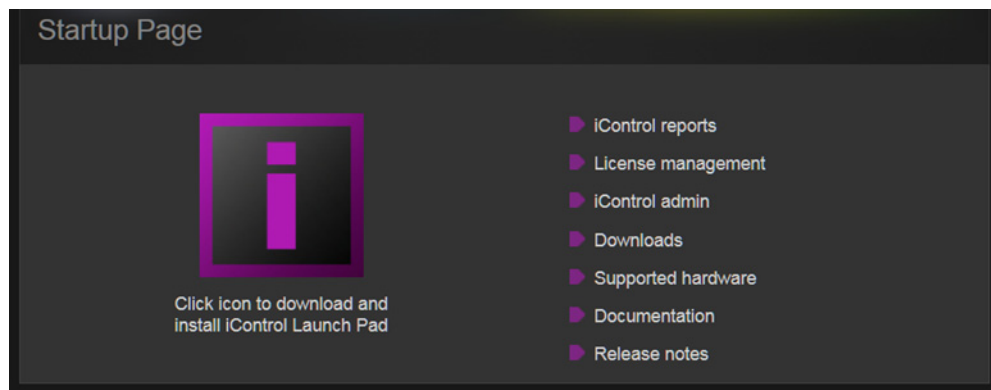 Startup Page
i
Click icon to download and
install iControl Launch Pad
iControl reports
License management
iControl admin
Downloads
Supported hardware
Documentation
Release notes